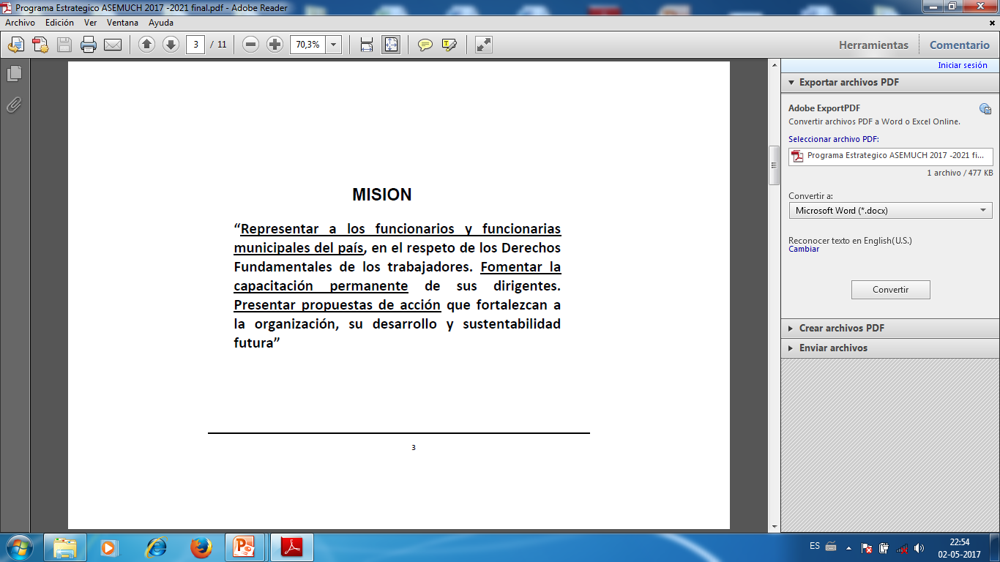 Programa Estrategico ASEMUCH 2017 -2021 final.pdf - Adobe Reader
Archivo Edición Ver Ventana Ayuda
3 / 11 70,3% Herramientas Comentario
Iniciar sesión
Exportar archivos PDF
Adobe ExportPDF
Convertir archivos PDF a Word o Excel Online.
Seleccionar archivo PDF:
Programa Estrategico ASEMUCH 2017 -2021 fi...
1 archivo / 477 KB
Convertir a:
Microsoft Word (*.docx)
Reconocer texto en English(U.S.)
Cambiar
Convertir
Crear archivos PDF
Enviar archivos
MISION
“Representar a los funcionarios y funcionarias
municipales del país, en el respeto de los Derechos
Fundamentales de los trabajadores. Fomentar la
capacitación permanente de sus dirigentes.
Presentar propuestas de acción que fortalezcan a
la organización, su desarrollo y sustentabilidad
futura”
3
ES
22:54
02-05-2017